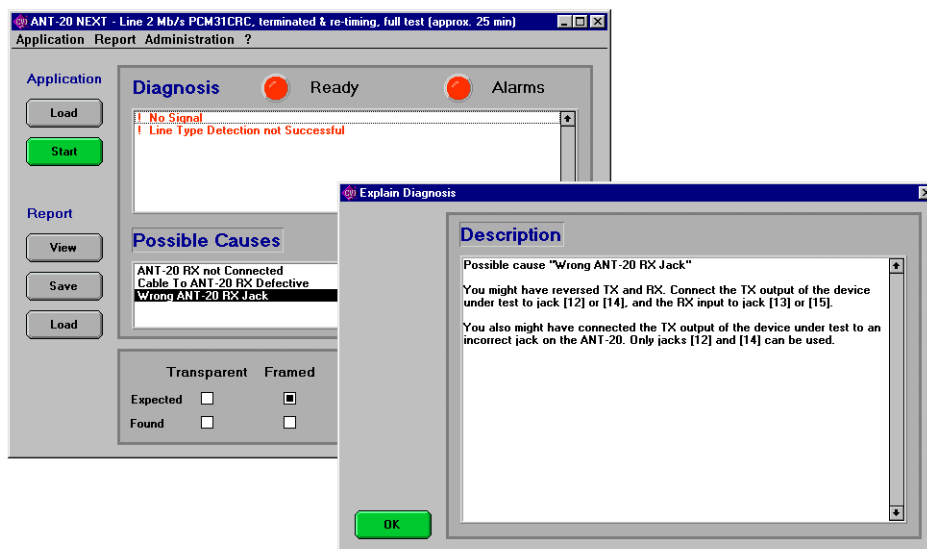 ANT-20 NEXT - Line 2 Mb/s PCM31CRC, terminated & re-timing, full test (approx. 25 min)
Application Report Administration ?
Application
Load
Start
Report
View
Save
Load
Diagnosis
Ready
Alarms
! No Signal
! Line Type Detection not Successful
Possible Causes
ANT-20 RX not Connected
Cable To ANT-20 RX Defective
Wrong ANT-20 RX Jack
Transparent Framed
Expected
Found
CVI Explain Diagnosis
Description
Possible cause "Wrong ANT-20 RX Jack"
You might have reversed TX and RX. Connect the TX output of the device
under test to jack [12] or [14], and the RX input to jack [13] or [15].
You also might have connected the TX output of the device under test to an
incorrect jack on the ANT-20. Only jacks [12] and [14] can be used.
OK